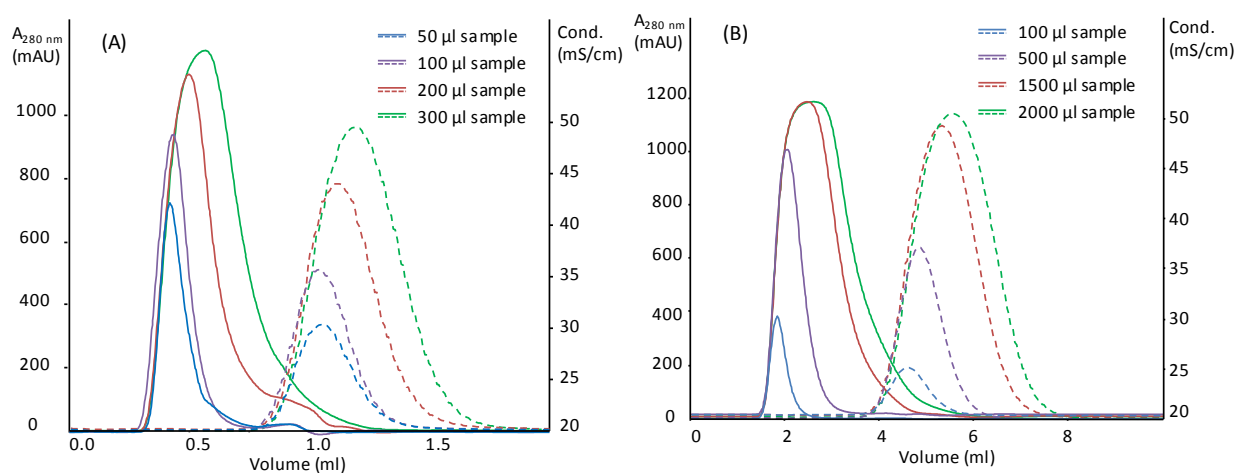 A280 nm
(mAU)
(A)
50 µl sample
100 µl sample
200 µl sample
300 µl sample
Cond.
(mS/cm)
1000
800
600
400
200
0
50
45
40
35
30
25
20
0.0 0.5 1.0 1.5
Volume (ml)
A280 nm
(mAU)
(B)
100 µl sample
500 µl sample
1500 µl sample
2000 µl sample
Cond.
(mS/cm)
1200
1000
800
600
400
200
0
50
45
40
35
30
25
20
0 2 4 6 8
Volume (ml)